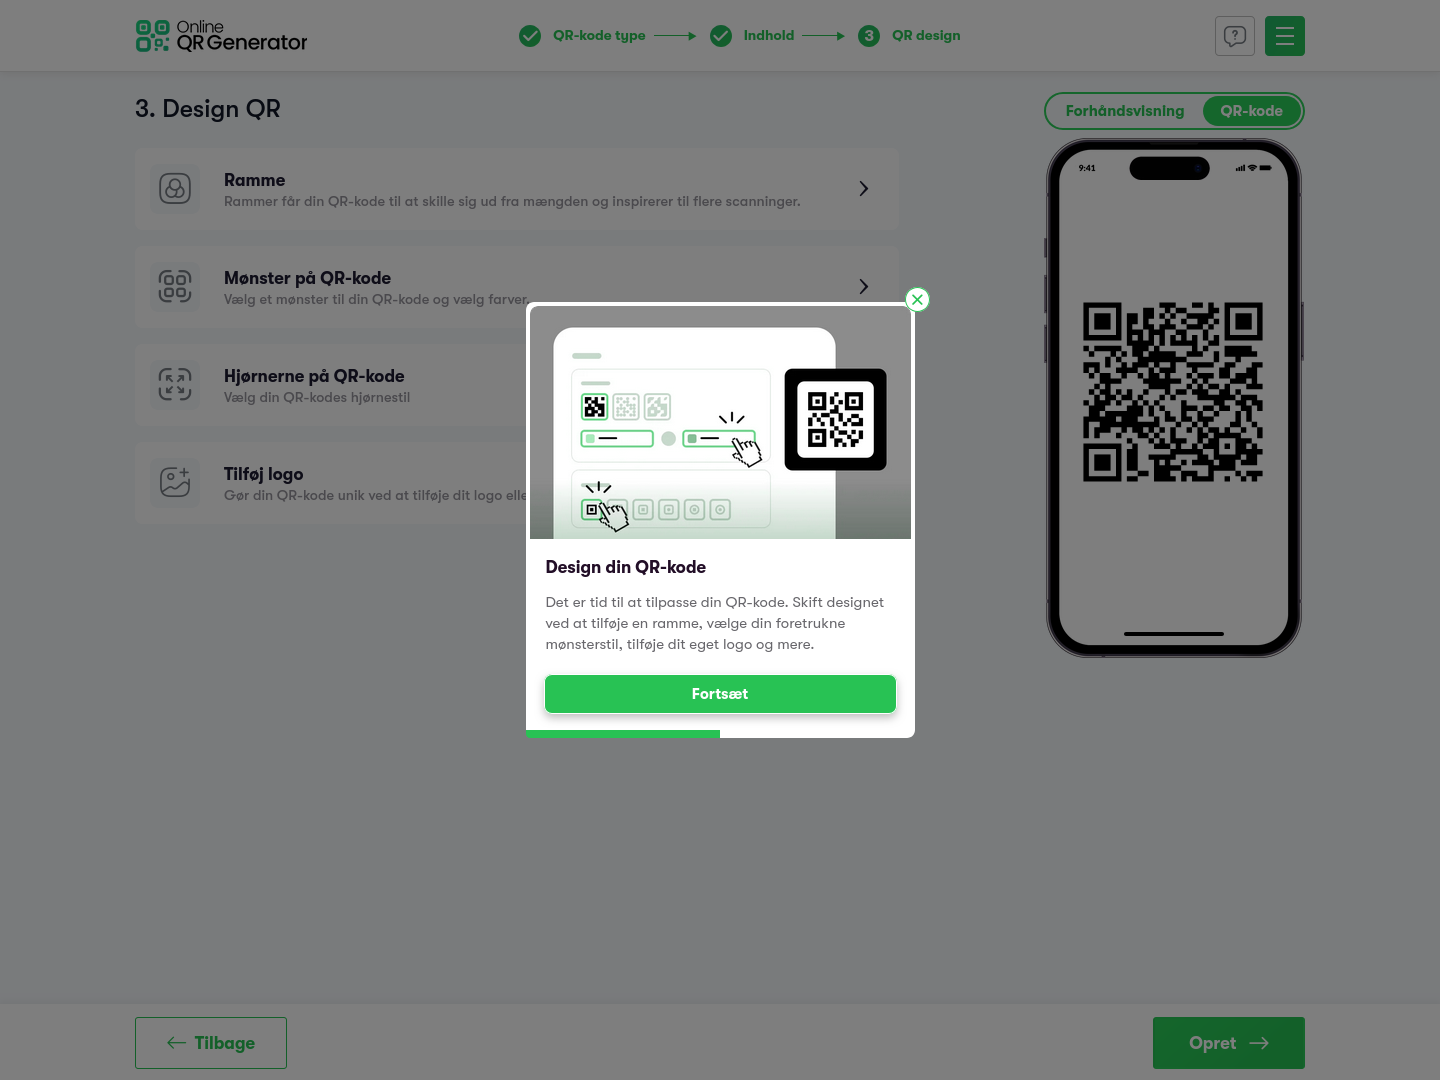 Online
QR Generator
QR-kode type
Indhold
3
QR design
3. Design QR
Forhåndsvisning
QR-kode
Ramme
Rammer får din QR-kode til at skille sig ud fra mængden og inspirerer til flere scanninger.
Mønster på QR-kode
Vælg et mønster til din QR-kode og vælg farver.
Hjørnerne på QR-kode
Vælg din QR-kodes hjørnestil
Tilføj logo
Gør din QR-kode unik ved at tilføje dit logo elle
9:41
Design din QR-kode
Det er tid til at tilpasse din QR-kode. Skift designet
ved at tilføje en ramme, vælge din foretrukne
mønsterstil, tilføje dit eget logo og mere.
Fortsæt
Tilbage
Opret